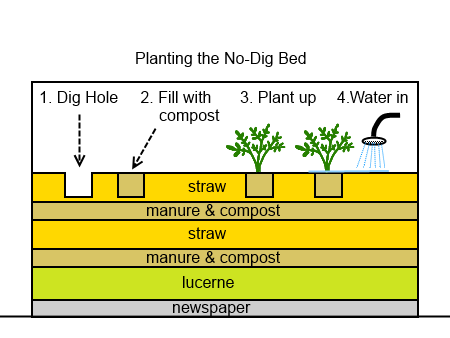 Planting the No-Dig Bed
1. Dig Hole
2. Fill with
compost
3. Plant up
4.Water in
straw
manure & compost
straw
manure & compost
lucerne
newspaper